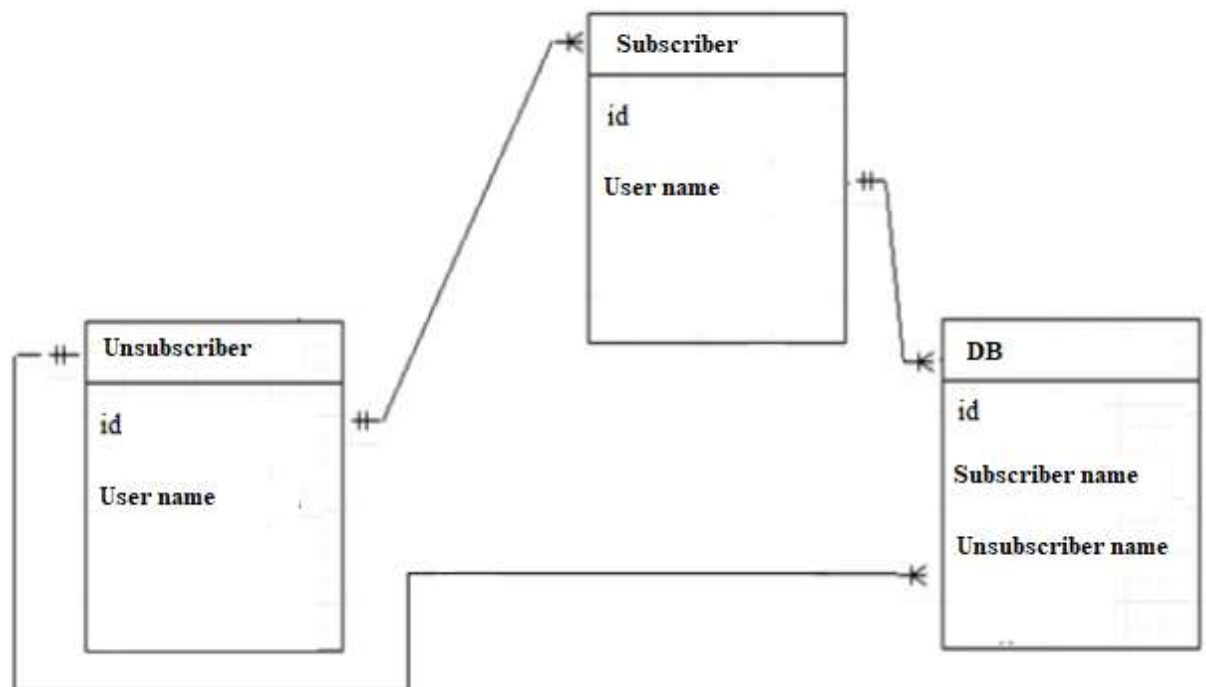 Subscriber
id
User name
Unsubscriber
id
User name
DB
id
Subscriber name
Unsubscriber name